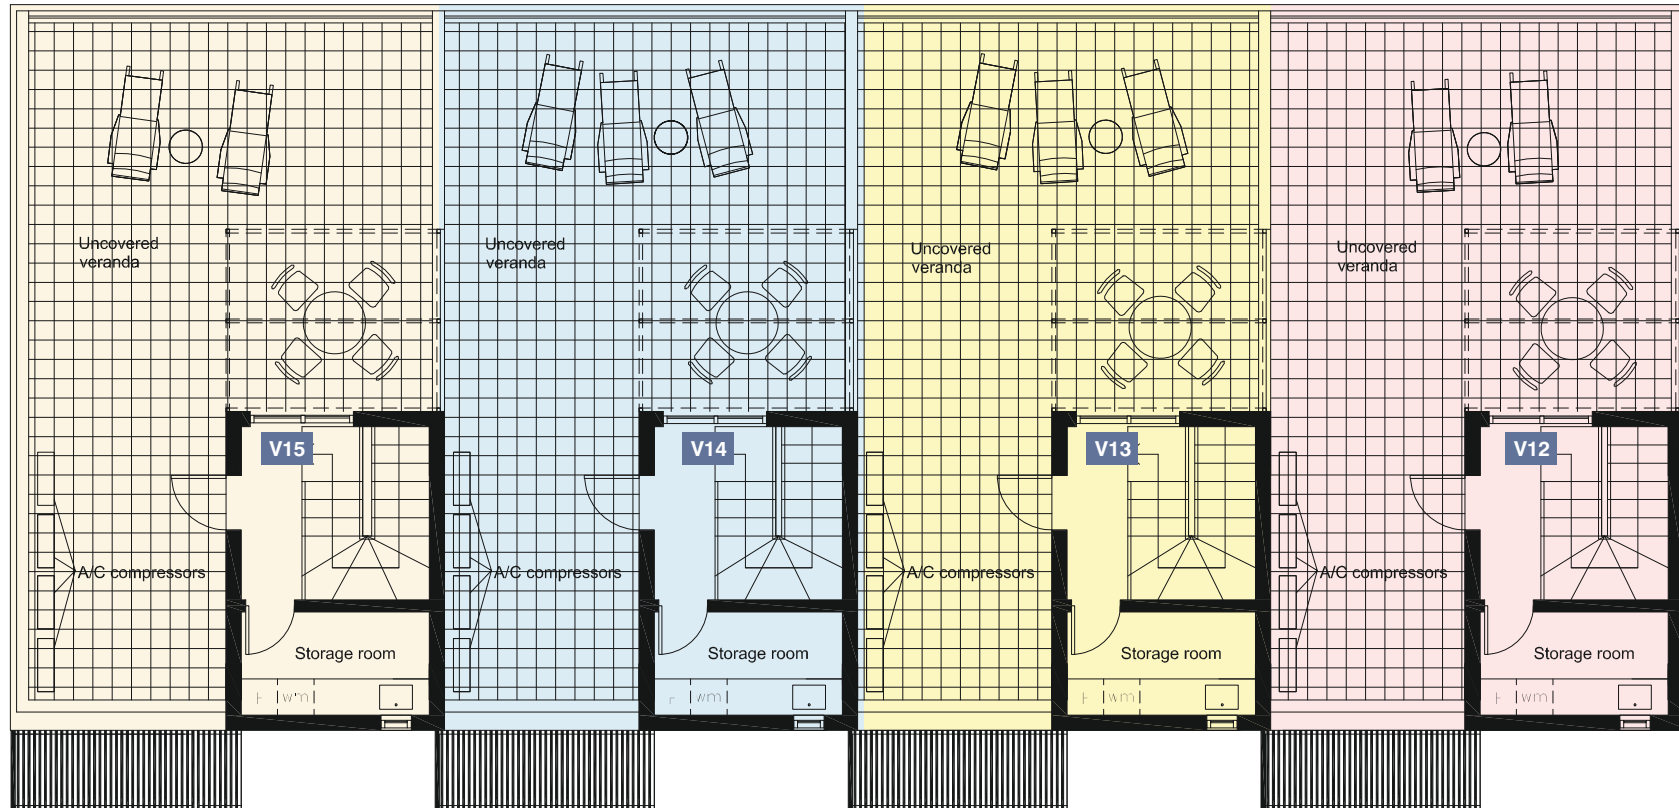 Uncovered
veranda
Uncovered
veranda
Uncovered
veranda
Uncovered
veranda
V15
V14
V13
V12
A/C compressors
A/C compressors
A/C compressors
A/C compressors
Storage room
Storage room
Storage room
Storage room
wm
wm
wm
wm